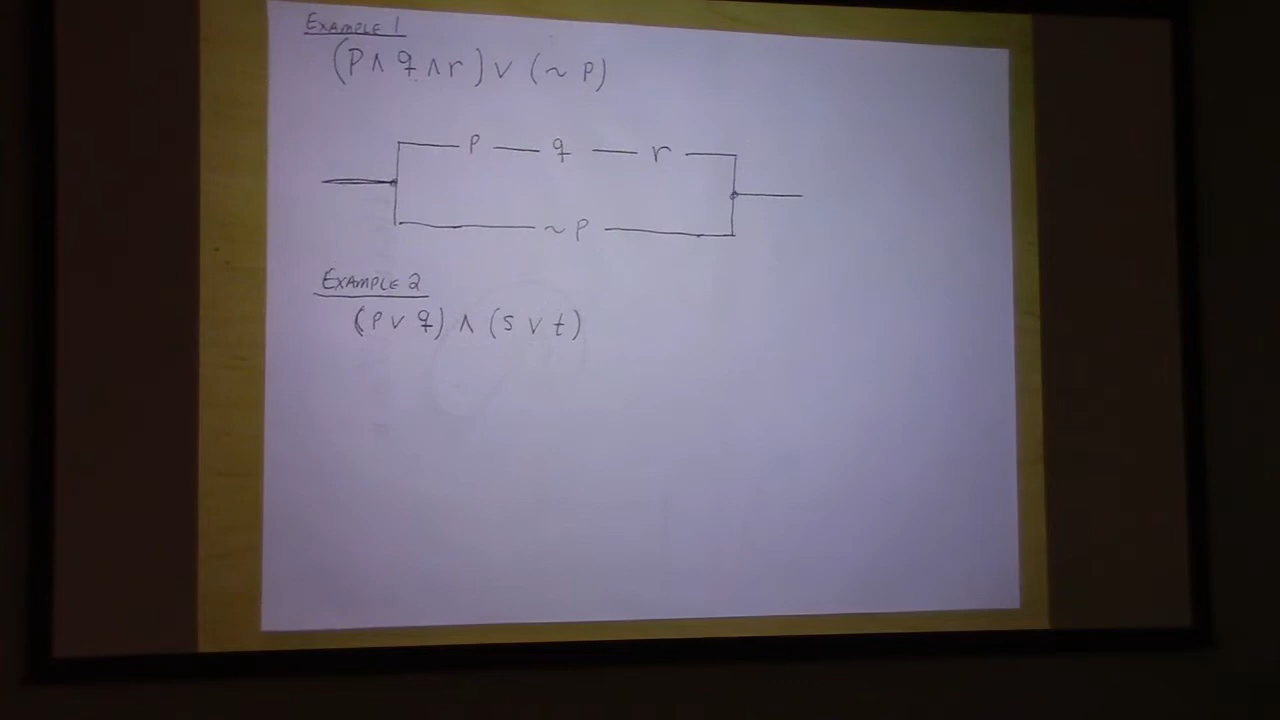 EXAMPLE 1
(p ∧ q ∧ r) ∨ (~ p)
p q r
~ p
EXAMPLE 2
(p ∨ q) ∧ (s ∨ t)